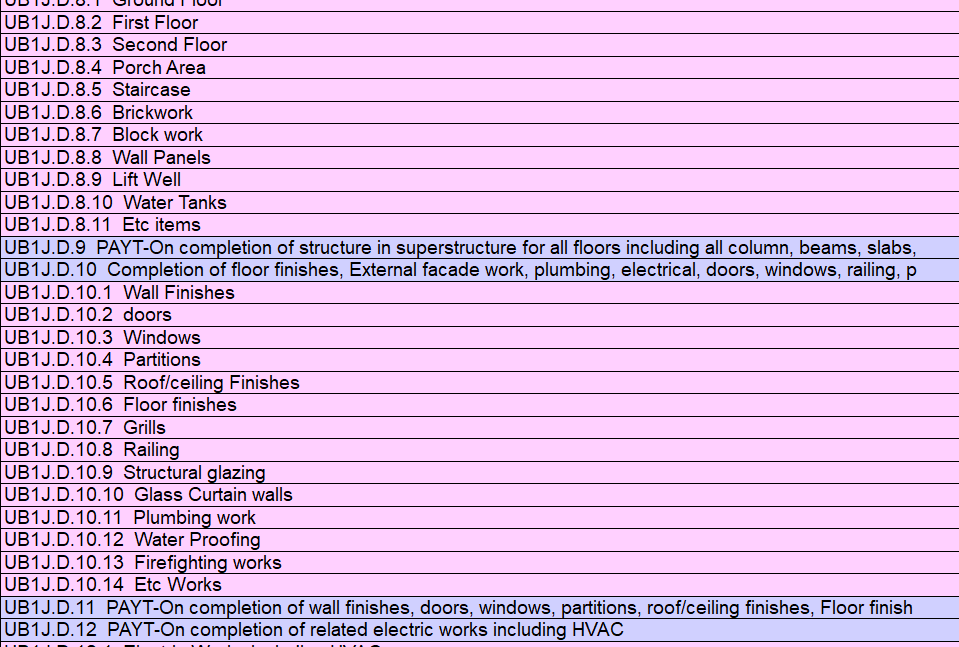 UB1J.D.8.1 Ground Floor
UB1J.D.8.2 First Floor
UB1J.D.8.3 Second Floor
UB1J.D.8.4 Porch Area
UB1J.D.8.5 Staircase
UB1J.D.8.6 Brickwork
UB1J.D.8.7 Block work
UB1J.D.8.8 Wall Panels
UB1J.D.8.9 Lift Well
UB1J.D.8.10 Water Tanks
UB1J.D.8.11 Etc items
UB1J.D.9 PAYT-On completion of structure in superstructure for all floors including all column, beams, slabs,
UB1J.D.10 Completion of floor finishes, External facade work, plumbing, electrical, doors, windows, railing, p
UB1J.D.10.1 Wall Finishes
UB1J.D.10.2 doors
UB1J.D.10.3 Windows
UB1J.D.10.4 Partitions
UB1J.D.10.5 Roof/ceiling Finishes
UB1J.D.10.6 Floor finishes
UB1J.D.10.7 Grills
UB1J.D.10.8 Railing
UB1J.D.10.9 Structural glazing
UB1J.D.10.10 Glass Curtain walls
UB1J.D.10.11 Plumbing work
UB1J.D.10.12 Water Proofing
UB1J.D.10.13 Firefighting works
UB1J.D.10.14 Etc Works
UB1J.D.11 PAYT-On completion of wall finishes, doors, windows, partitions, roof/ceiling finishes, Floor finish
UB1J.D.12 PAYT-On completion of related electric works including HVAC